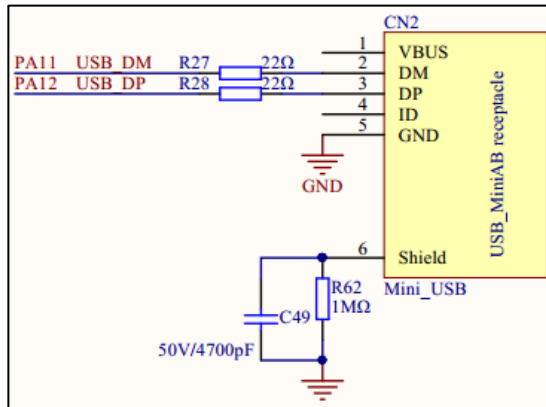 CN2
1 VBUS
PA11 USB_DM R27 22Ω 2 DM
PA12 USB_DP R28 22Ω 3 DP
4 ID
5 GND
GND
USB_MiniAB receptacle
6 Shield
Mini_USB
R62
1MΩ
C49
50V/4700pF